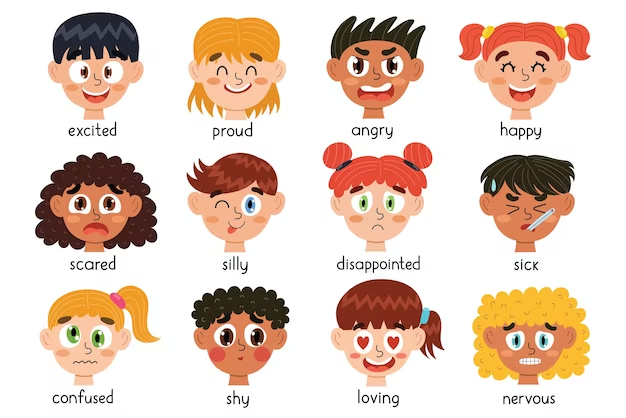 excited
proud
angry
happy
scared
silly
disappointed
sick
confused
shy
loving
nervous